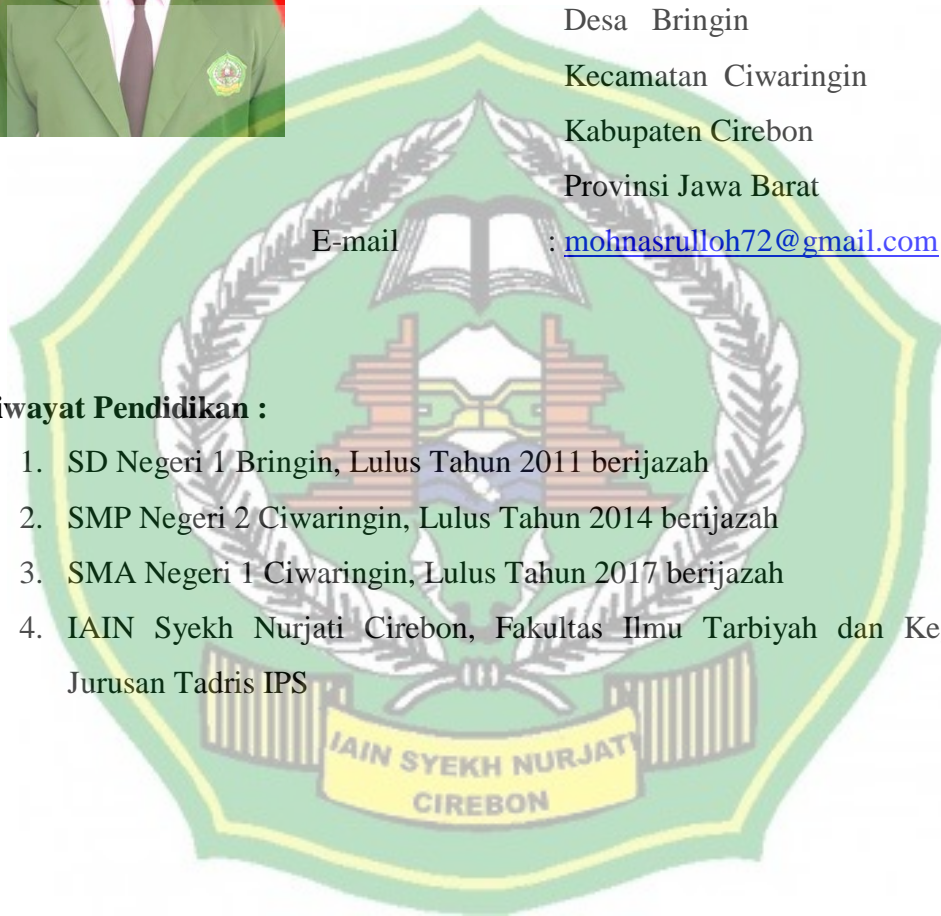 Desa Bringin
Kecamatan Ciwaringin
Kabupaten Cirebon
Provinsi Jawa Barat
E-mail : mohnasrulloh72@gmail.com
iwayat Pendidikan :
1. SD Negeri 1 Bringin, Lulus Tahun 2011 berijazah
2. SMP Negeri 2 Ciwaringin, Lulus Tahun 2014 berijazah
3. SMA Negeri 1 Ciwaringin, Lulus Tahun 2017 berijazah
4. IAIN Syekh Nurjati Cirebon, Fakultas Ilmu Tarbiyah dan Ke
Jurusan Tadris IPS
IAIN SYEKH NURJATI
CIREBON